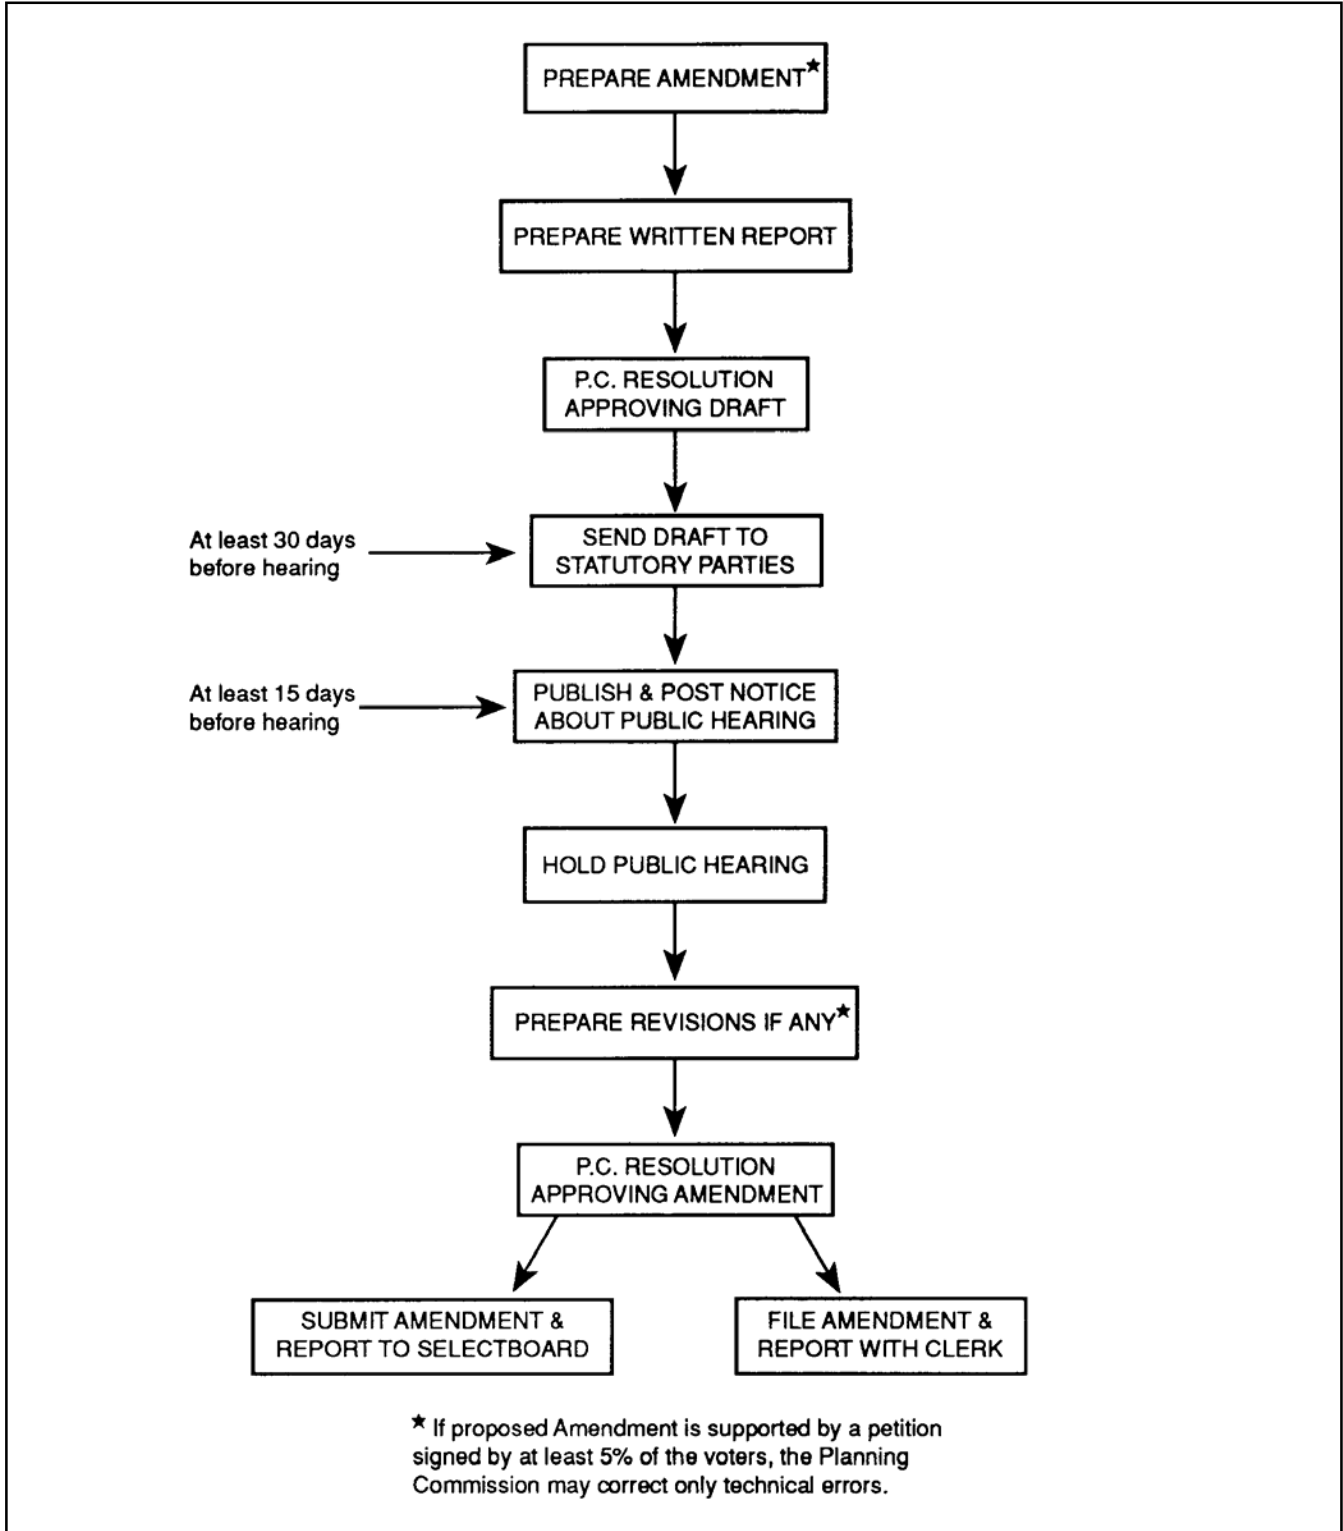 PREPARE AMENDMENT★
PREPARE WRITTEN REPORT
P.C. RESOLUTION
APPROVING DRAFT
At least 30 days
before hearing
SEND DRAFT TO
STATUTORY PARTIES
At least 15 days
before hearing
PUBLISH & POST NOTICE
ABOUT PUBLIC HEARING
HOLD PUBLIC HEARING
PREPARE REVISIONS IF ANY★
P.C. RESOLUTION
APPROVING AMENDMENT
SUBMIT AMENDMENT &
REPORT TO SELECTBOARD
FILE AMENDMENT &
REPORT WITH CLERK
★ If proposed Amendment is supported by a petition
signed by at least 5% of the voters, the Planning
Commission may correct only technical errors.